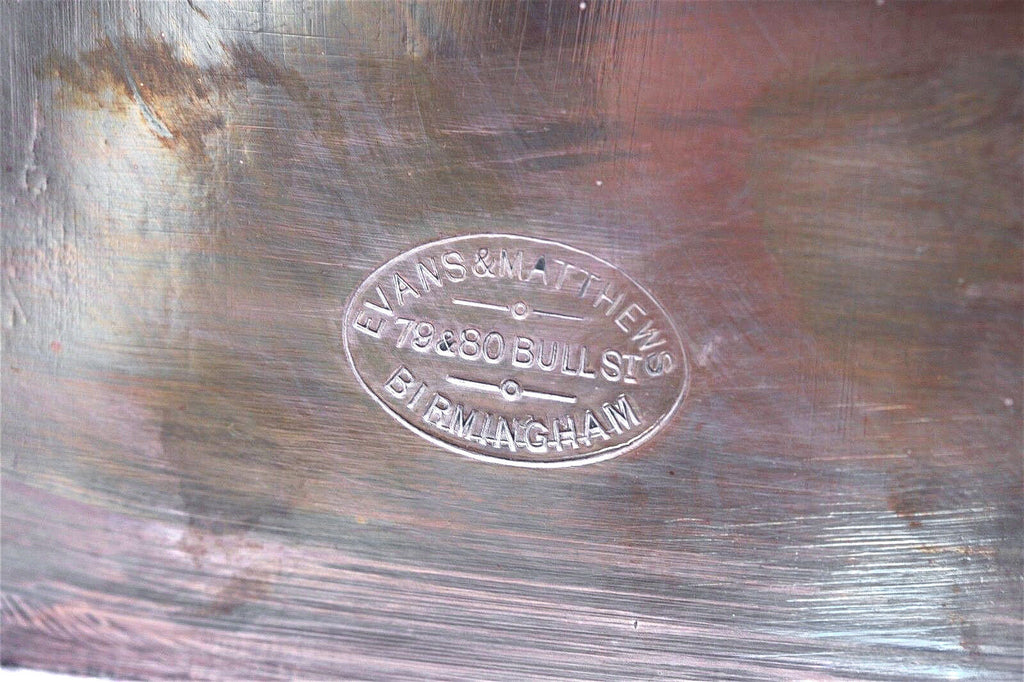 EVANS & MATTHEWS
79 & 80 BULL ST
BIRMINGHAM